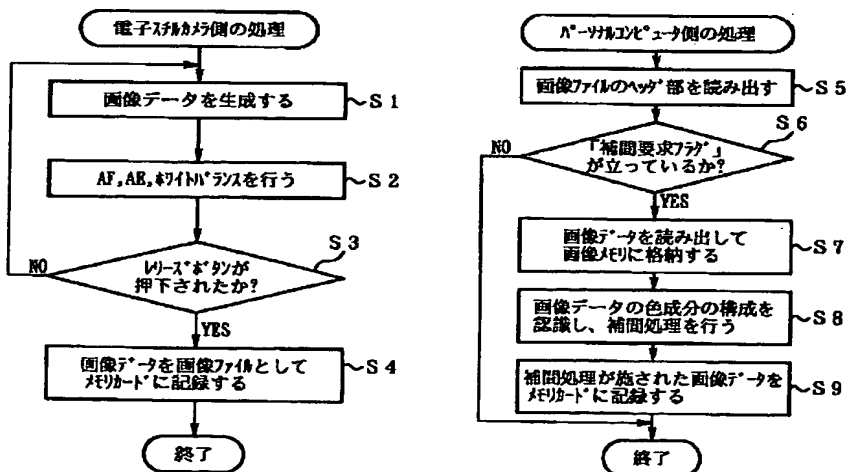 電子スチルカメラ側の処理
画像データを生成する
S1
AF,AE,ホワイトバランスを行う
S2
S3
レリーズボタンが
押下されたか?
NO
YES
画像データを画像ファイルとして
メモリカードに記録する
S4
終了
パーソナルコンピュータ側の処理
画像ファイルのヘッダ部を読み出す
S5
S6
「補間要求フラグ」
が立っているか?
NO
YES
画像データを読み出して
画像メモリに格納する
S7
画像データの色成分の構成を
認識し、補間処理を行う
S8
補間処理が施された画像データを
メモリカードに記録する
S9
終了